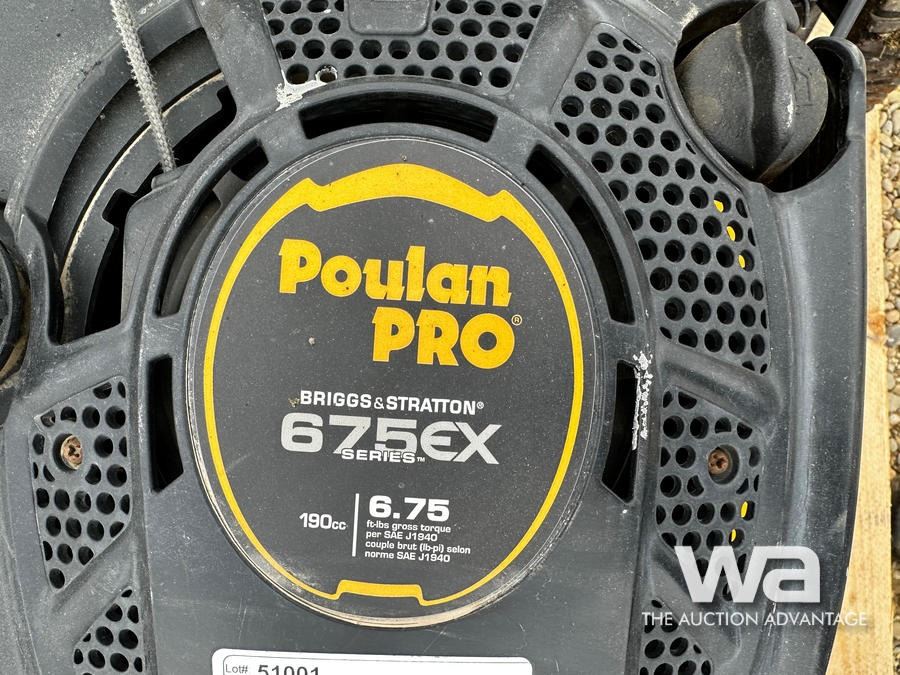 Poulan
PRO®
BRIGGS & STRATTON®
675EX
SERIES™
190cc
6.75
ft-lbs gross torque
per SAE J1940
couple brut (lb-pi) selon
norme SAE J1940
wa
THE AUCTION ADVANTAGE
Lot# 51001